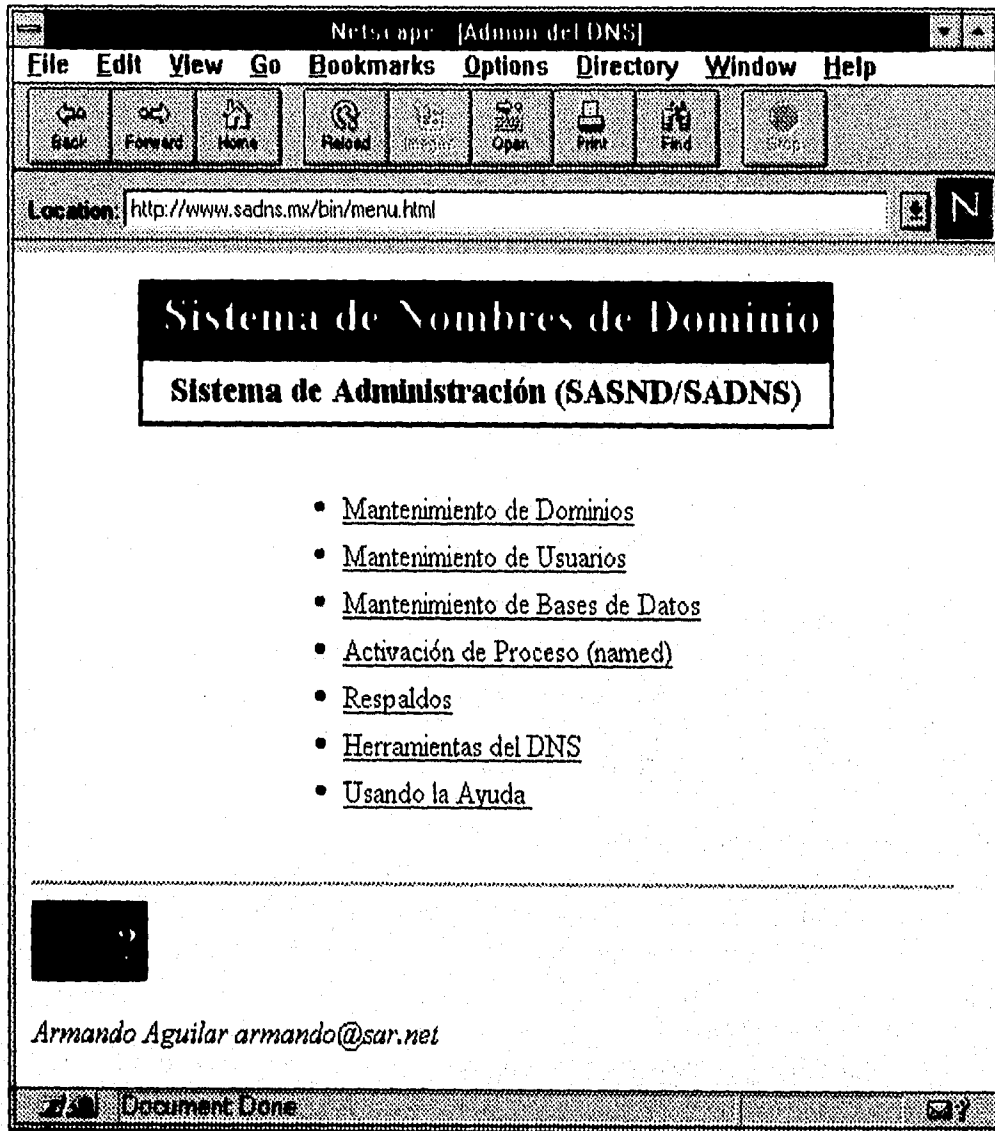 Netscape - [Admon del DNS]
File Edit View Go Bookmarks Options Directory Window Help
Back Forward Home Reload Images Open Print Find Stop
Location: http://www.sadns.mx/bin/menu.html
N
Sistema de Nombres de Dominio
Sistema de Administración (SASND/SADNS)
• Mantenimiento de Dominios
• Mantenimiento de Usuarios
• Mantenimiento de Bases de Datos
• Activación de Proceso (named)
• Respaldos
• Herramientas del DNS
• Usando la Ayuda
?
Armando Aguilar armando@sar.net
Document: Done
?